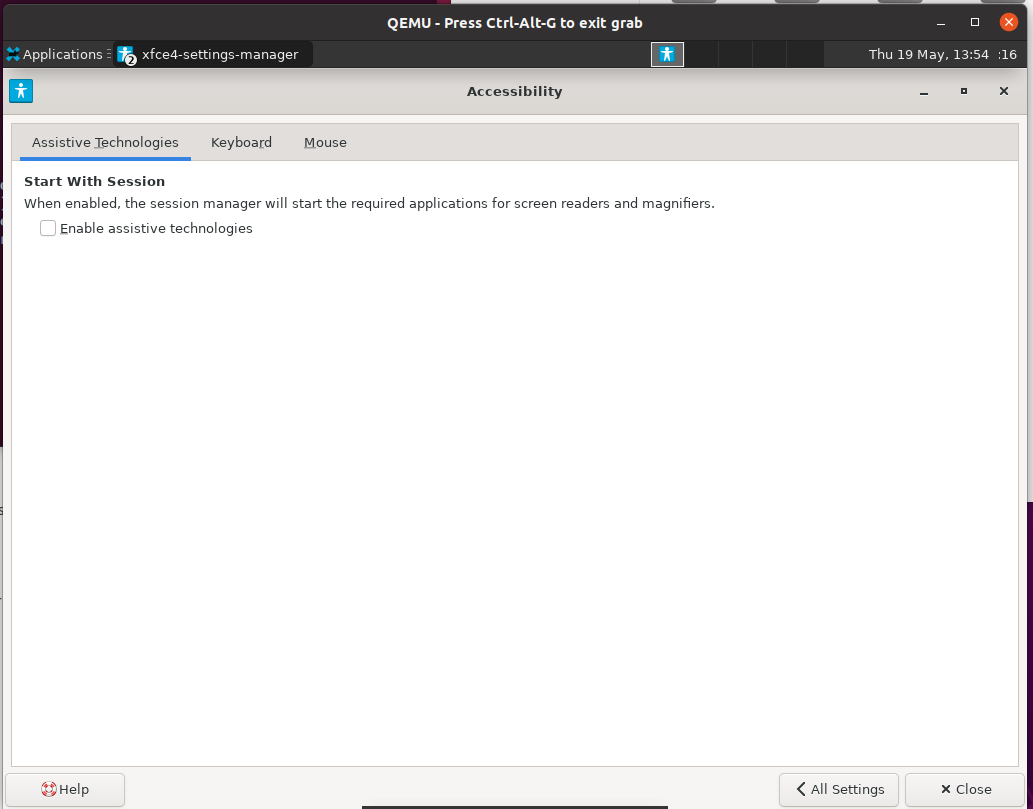 QEMU - Press Ctrl-Alt-G to exit grab
Applications
2 xfce4-settings-manager
Thu 19 May, 13:54 :16
Accessibility
Assistive Technologies Keyboard Mouse
Start With Session
When enabled, the session manager will start the required applications for screen readers and magnifiers.
Enable assistive technologies
Help All Settings Close